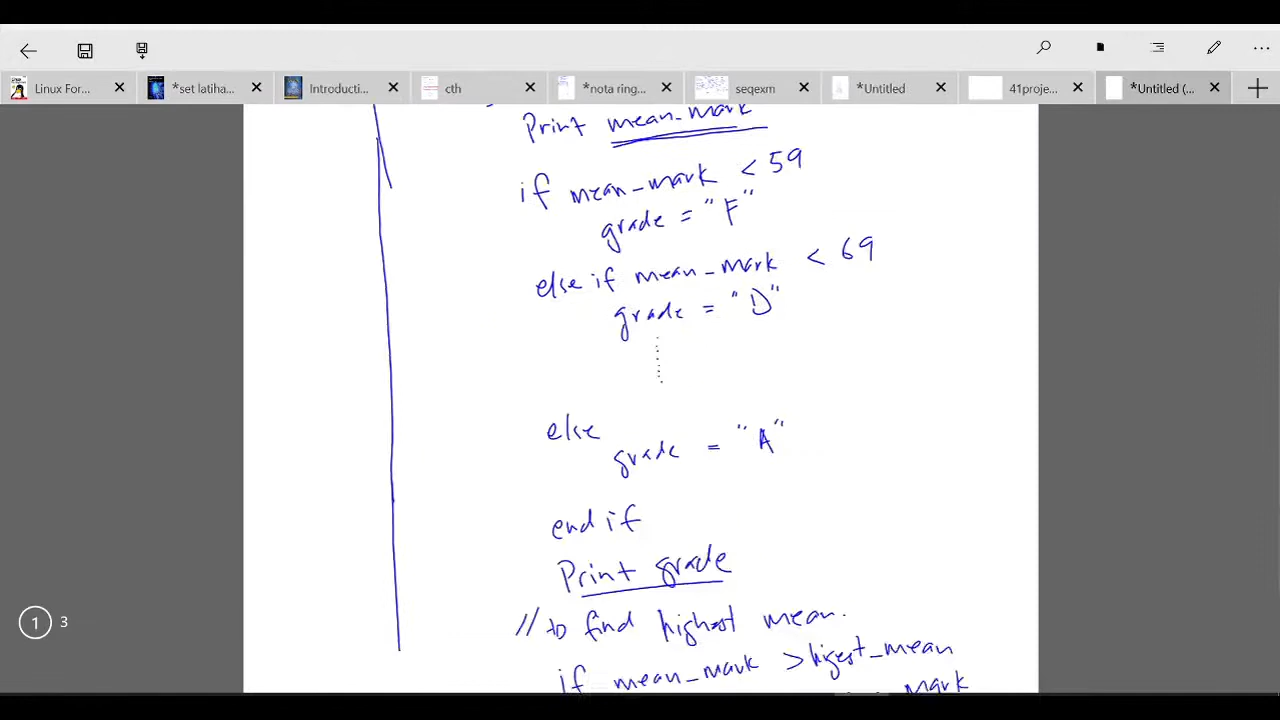 Linux For...
*set latiha...
Introducti...
cth
*nota ring...
seqexm
*Untitled
41proje...
*Untitled (...
Print mean_mark
if mean_mark < 59
grade = "F"
else if mean_mark < 69
grade = "D"
else
grade = "A"
end if
Print grade
// to find highest mean.
if mean_mark > higest_mean
mark
1 3